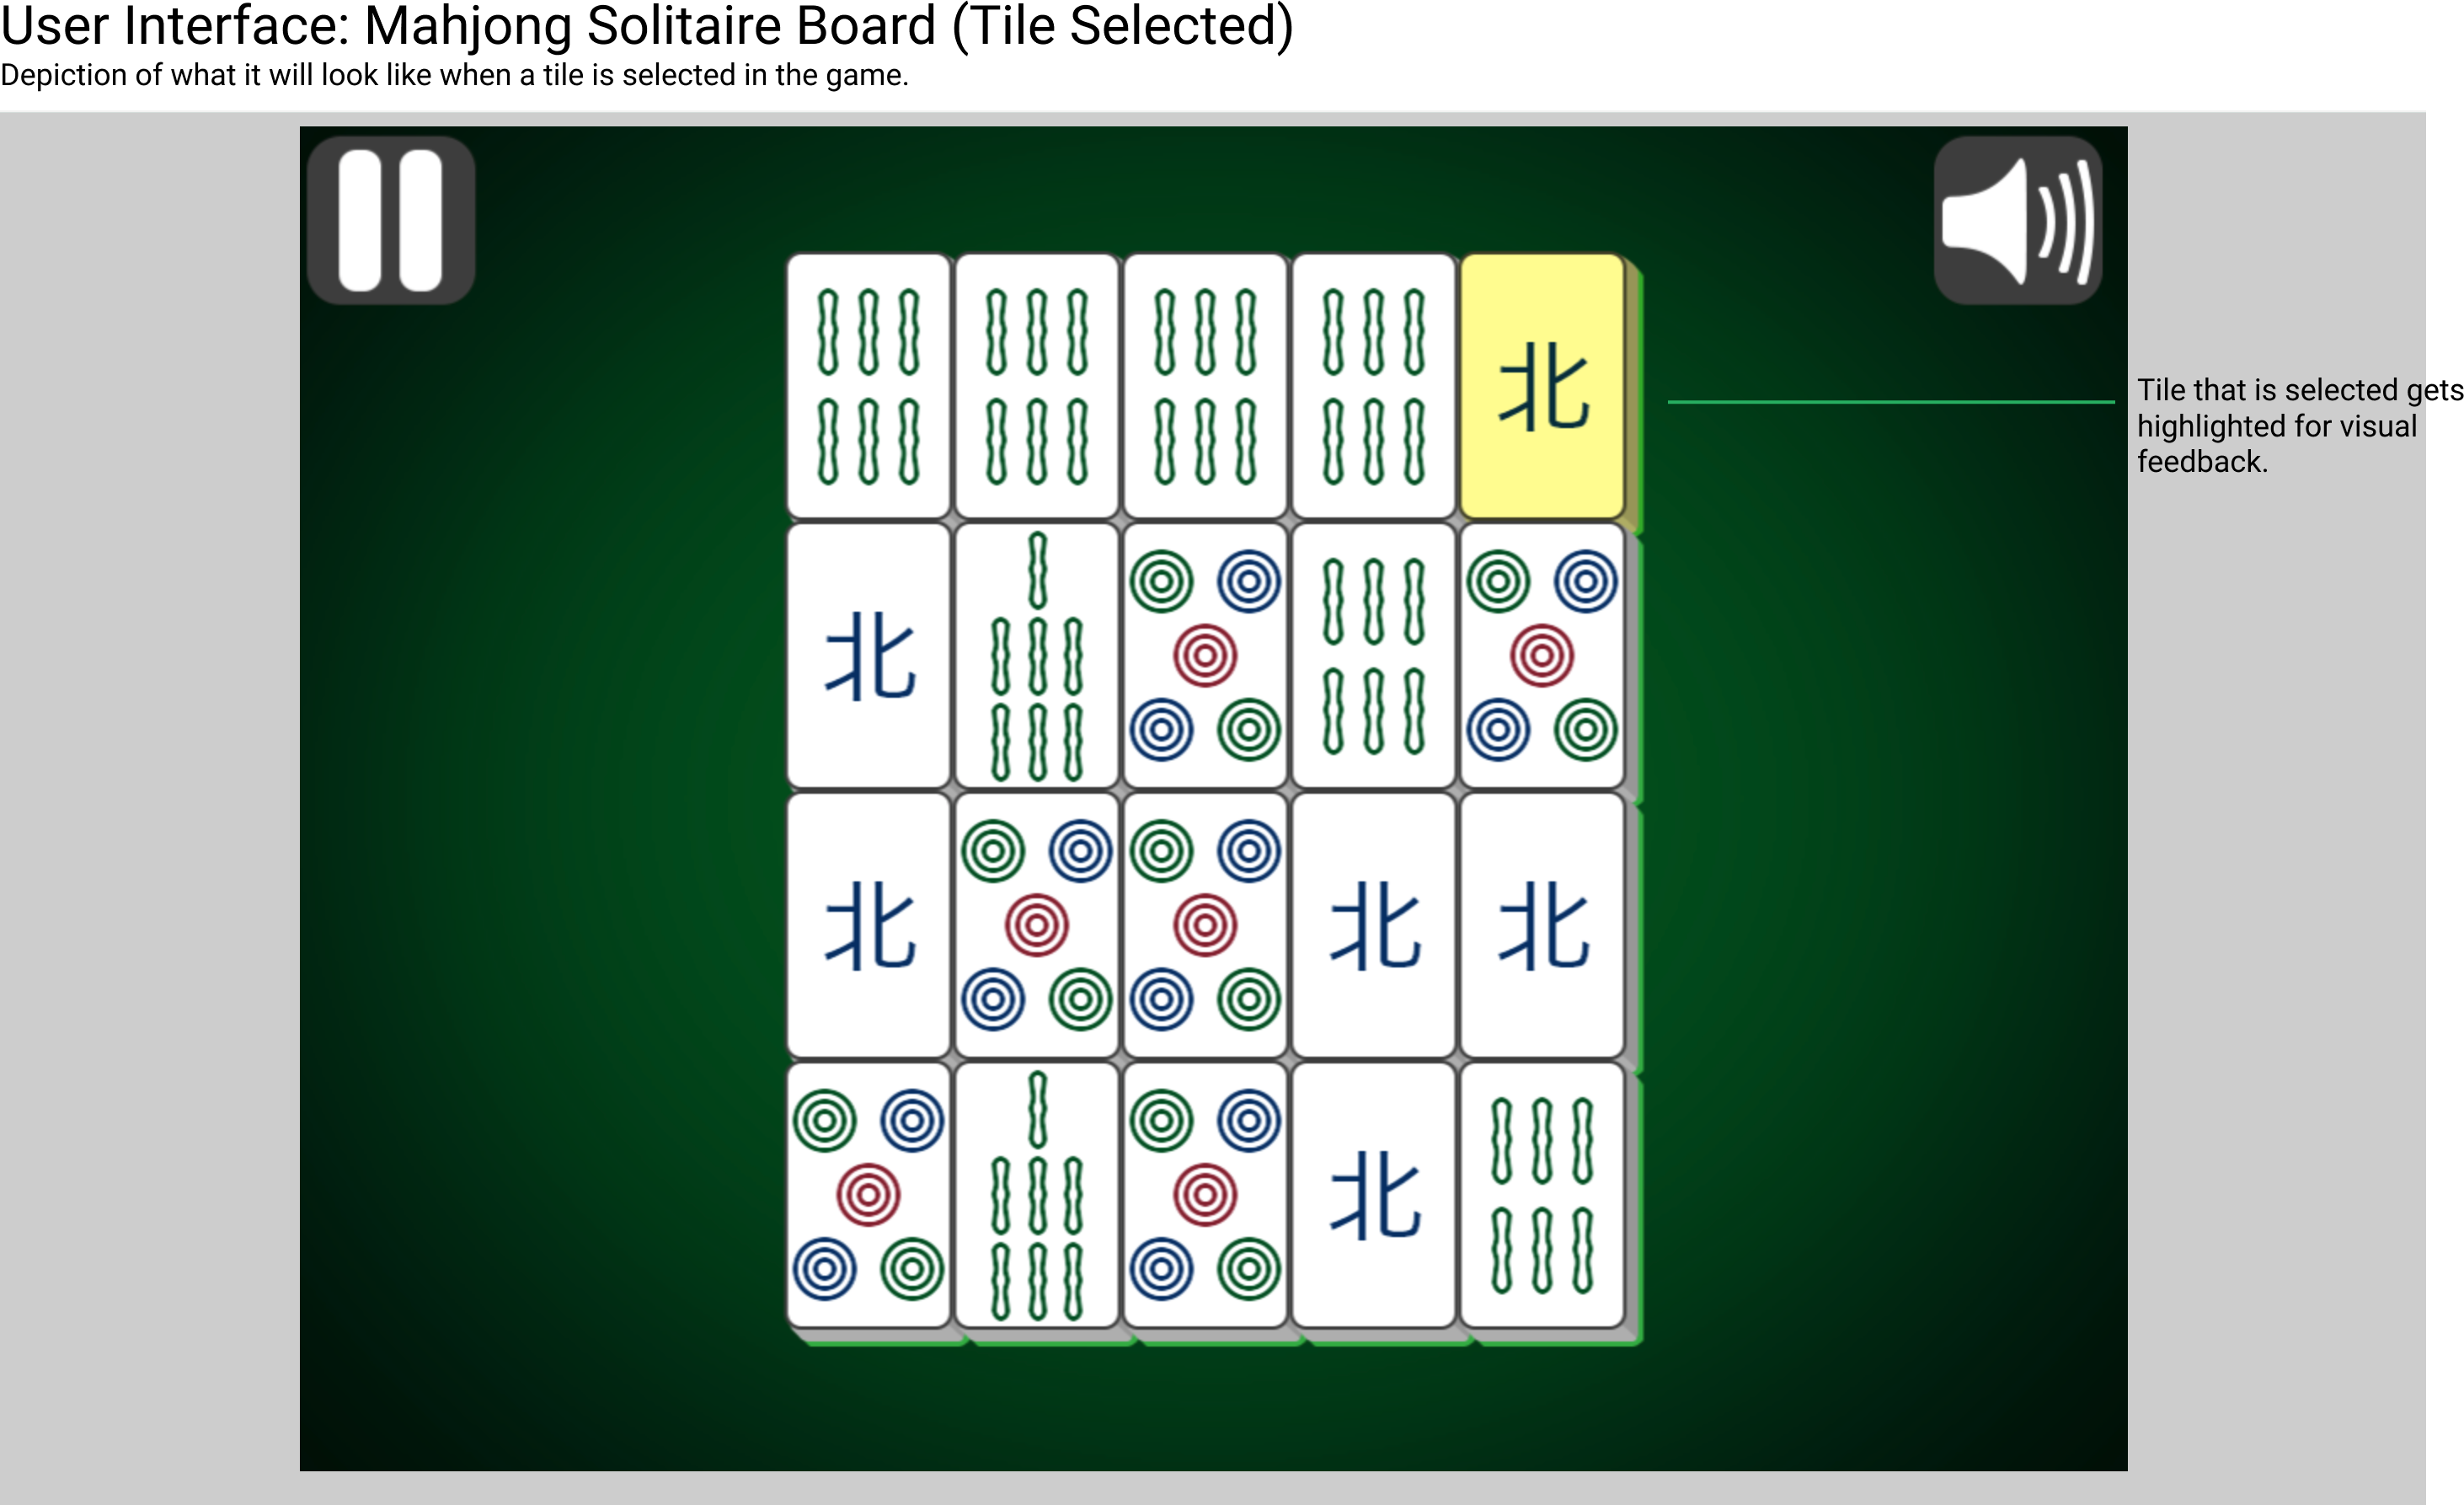 User Interface: Mahjong Solitaire Board (Tile Selected)
Depiction of what it will look like when a tile is selected in the game.
北
Tile that is selected gets
highlighted for visual
feedback.
北
北
北
北
北